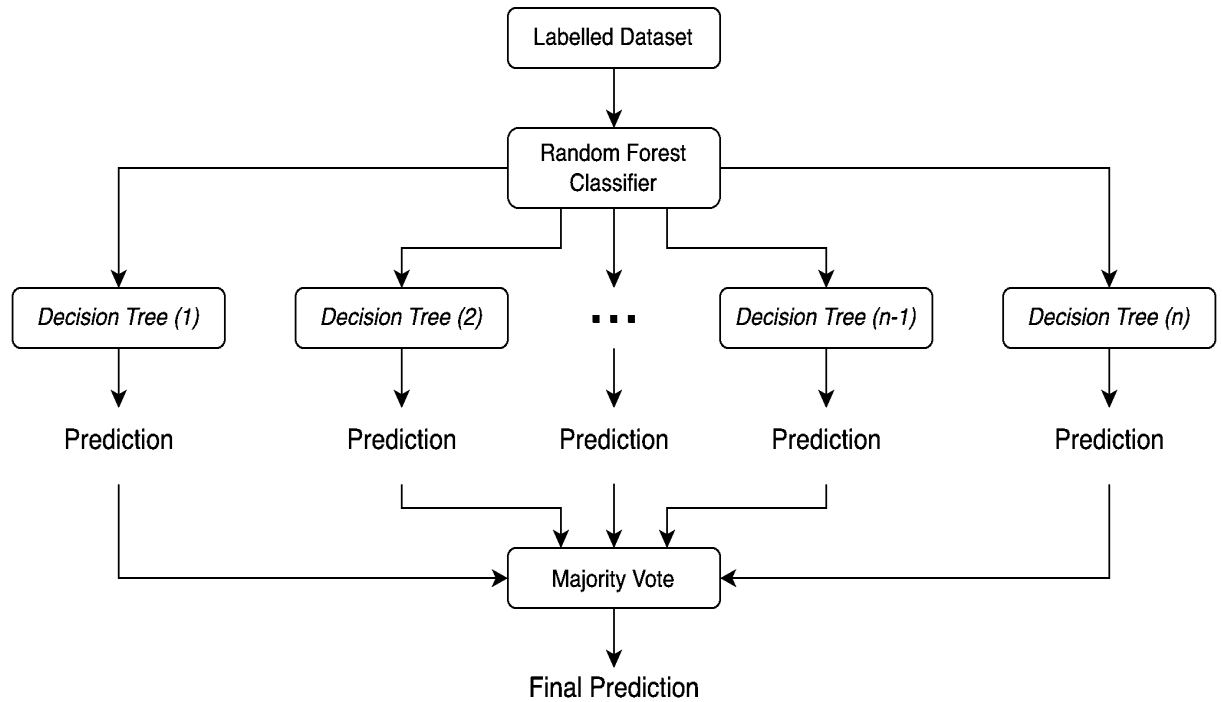 Labelled Dataset
Random Forest
Classifier
Decision Tree (1)
Decision Tree (2)
...
Decision Tree (n-1)
Decision Tree (n)
Prediction
Prediction
Prediction
Prediction
Prediction
Majority Vote
Final Prediction